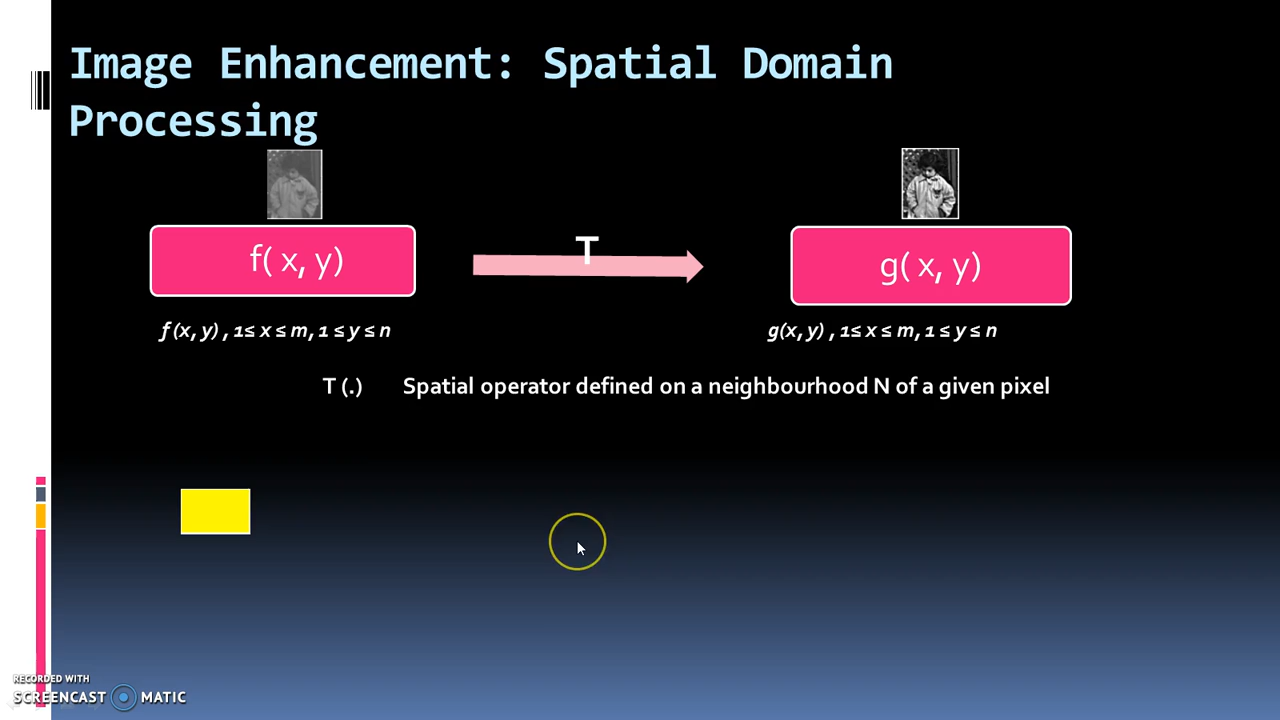 Image Enhancement: Spatial Domain
Processing
f( x, y)
T
g( x, y)
f (x, y) , 1≤ x ≤ m, 1 ≤ y ≤ n
g(x, y) , 1≤ x ≤ m, 1 ≤ y ≤ n
T (.) Spatial operator defined on a neighbourhood N of a given pixel
RECORDED WITH
SCREENCAST MATIC